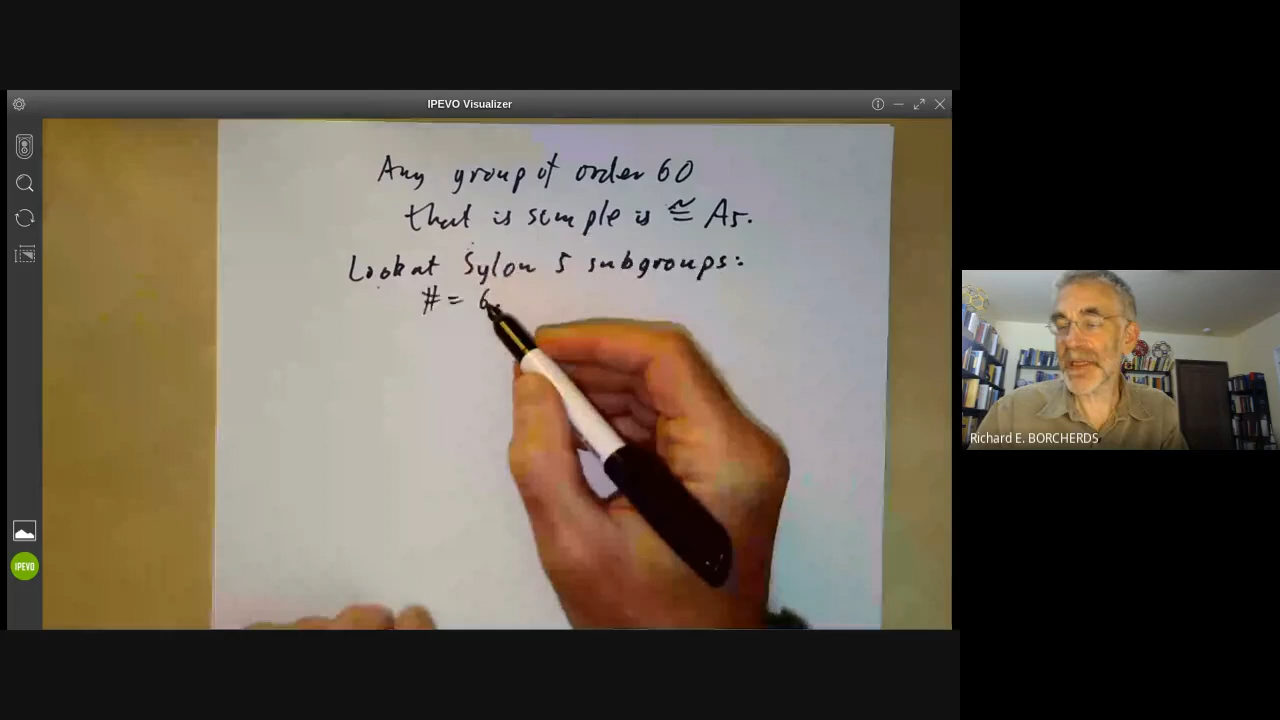 IPEVO Visualizer
Any group of order 60
that is simple is ≅ A5.
Look at Sylow 5 subgroups:
# = 6
Richard E. BORCHERDS
IPEVO